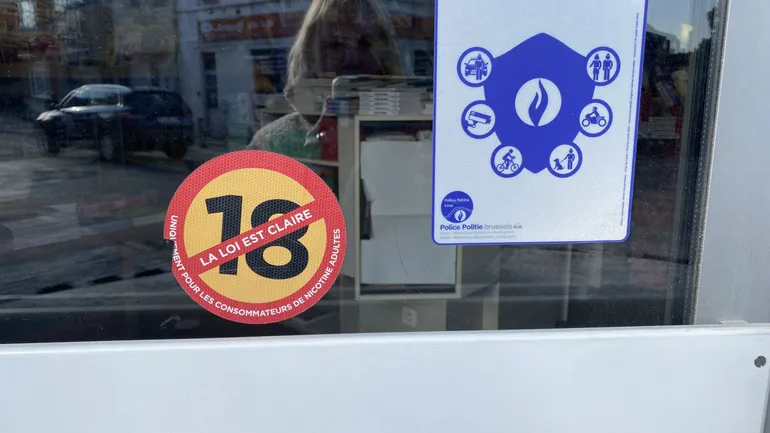 18
LA LOI EST CLAIRE
UNIQUEMENT POUR LES CONSOMMATEURS DE NICOTINE ADULTES
Police Politie
Police Politie.brussels